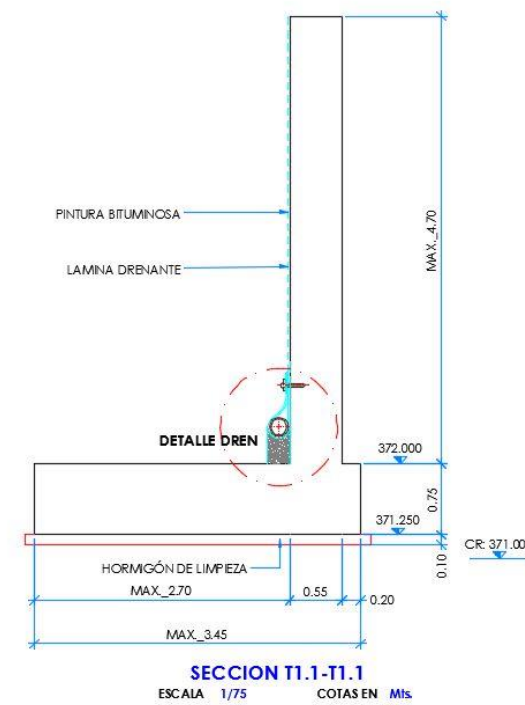 PINTURA BITUMINOSA
LAMINA DRENANTE
MAX._4.70
DETALLE DREN
372.000
0.75
371.250
CR: 371.00
0.10
HORMIGÓN DE LIMPIEZA
MAX._2.70
0.55
0.20
MAX._3.45
SECCION T1.1-T1.1
ESCALA 1/75 COTAS EN Mts.